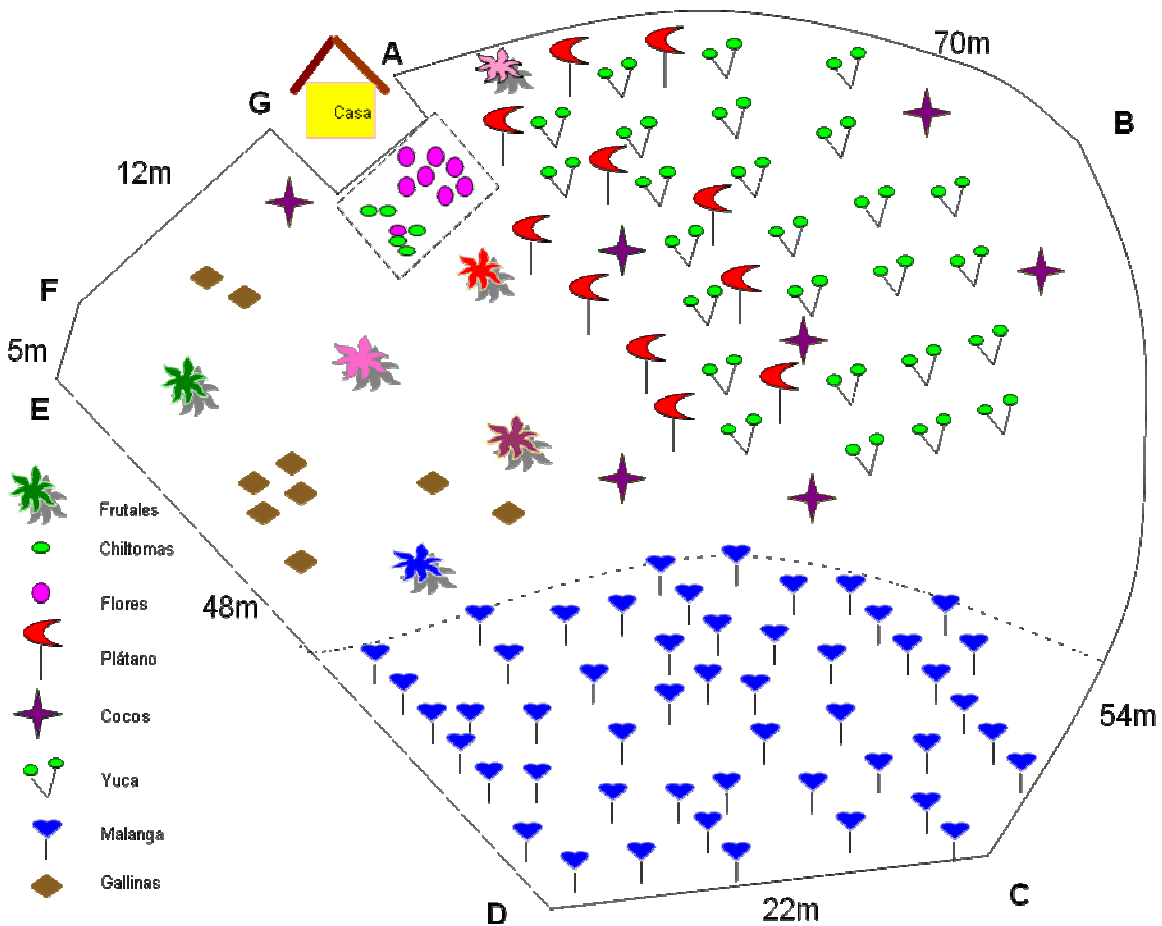 A
70m
Casa
G
B
12m
F
5m
E
Frutales
Chiltomas
Flores
48m
Plátano
Cocos
54m
Yuca
Malanga
Gallinas
C
D
22m